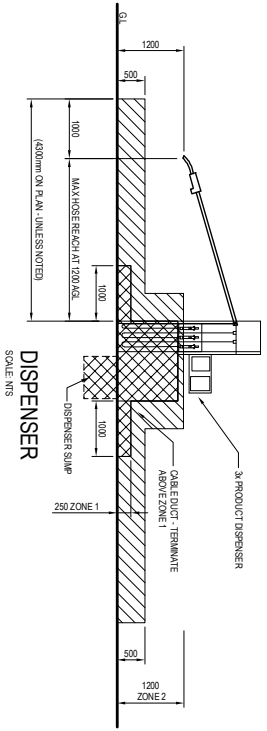 GL
1200
500
1000
MAX HOSE REACH AT 1200 AGL
(4300mm ON PLAN - UNLESS NOTED)
1000
3x PRODUCT DISPENSER
CABLE DUCT - TERMINATE
ABOVE ZONE 1
DISPENSER SUMP
1000
250 ZONE 1
500
1200
ZONE 2
DISPENSER
SCALE: NTS